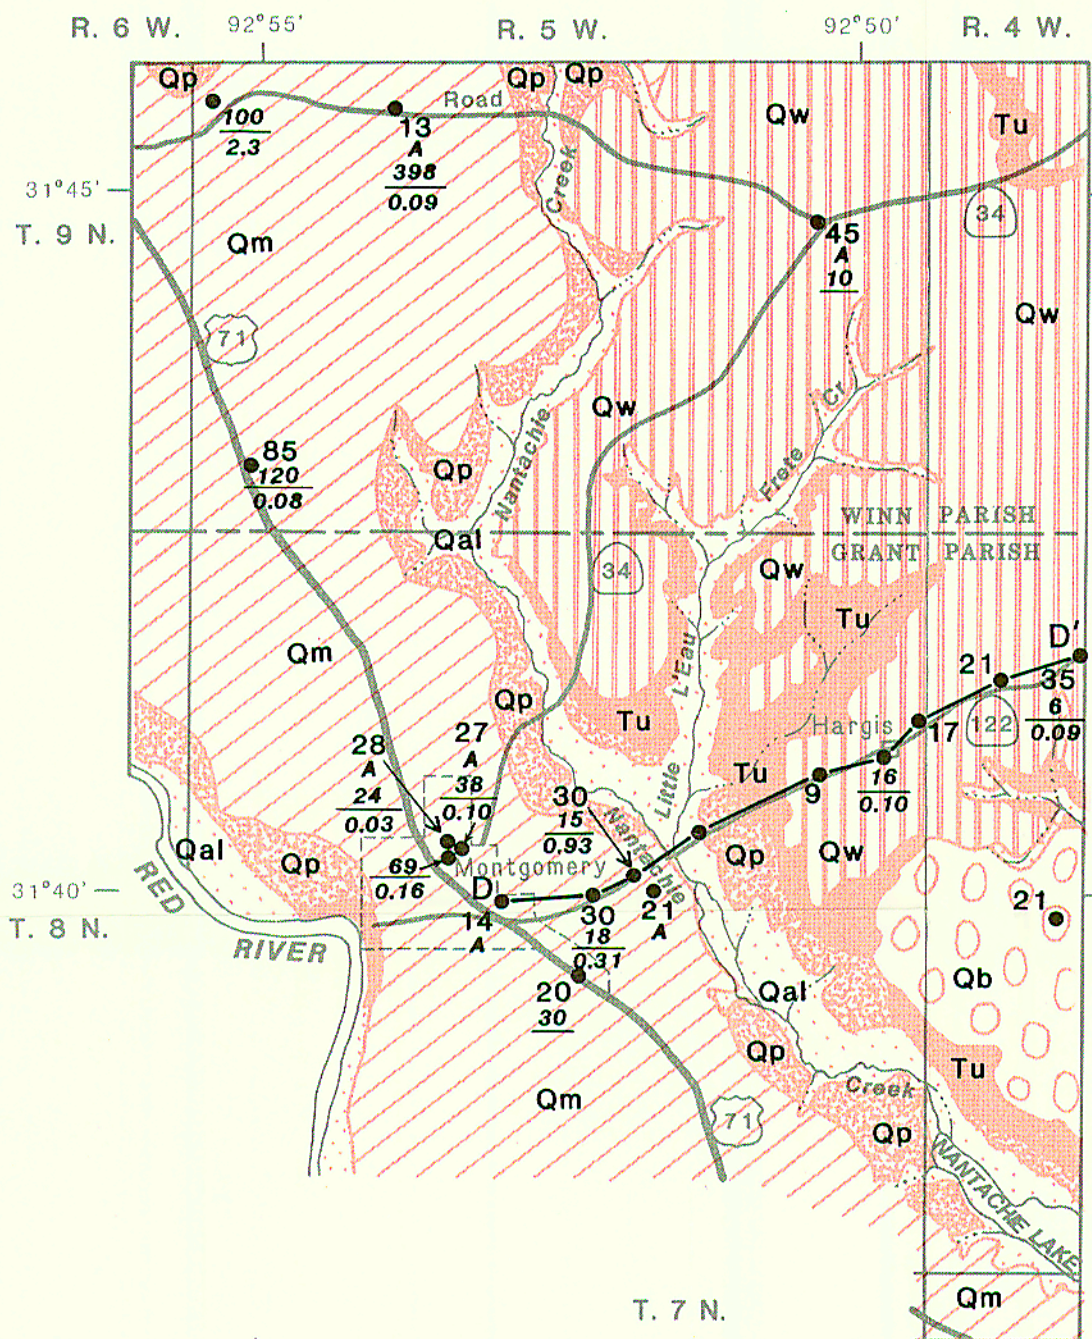 R. 6 W. 92°55' R. 5 W. 92°50' R. 4 W.
Qp Qp Qp
Road
100
2.3
13
A
398
0.09
Qw
Tu
Creek
31°45'
T. 9 N.
34
Qm
45
A
10
Qw
71
Qw
Cr.
Nantachie
Frete
85
120
0.08
Qp
Qal
WINN PARISH
GRANT PARISH
34
Qw
Tu
Qm
L'Eau
D'
21
35
6
0.09
Qp
Tu
Hargis
17
122
28
A
24
0.03
27
A
38
0.10
Tu
9
16
0.10
Little
30
15
0.93
Nantachie
Qal
Qp
69
0.16
Montgomery
Qp
Qw
31°40'
RED
D
14
A
30
18
0.31
21
A
21
T. 8 N.
RIVER
20
30
Qal
Qb
Qp
Tu
Qm
Creek
71
Qp
NANTACHIE LAKE
Qm
T. 7 N.